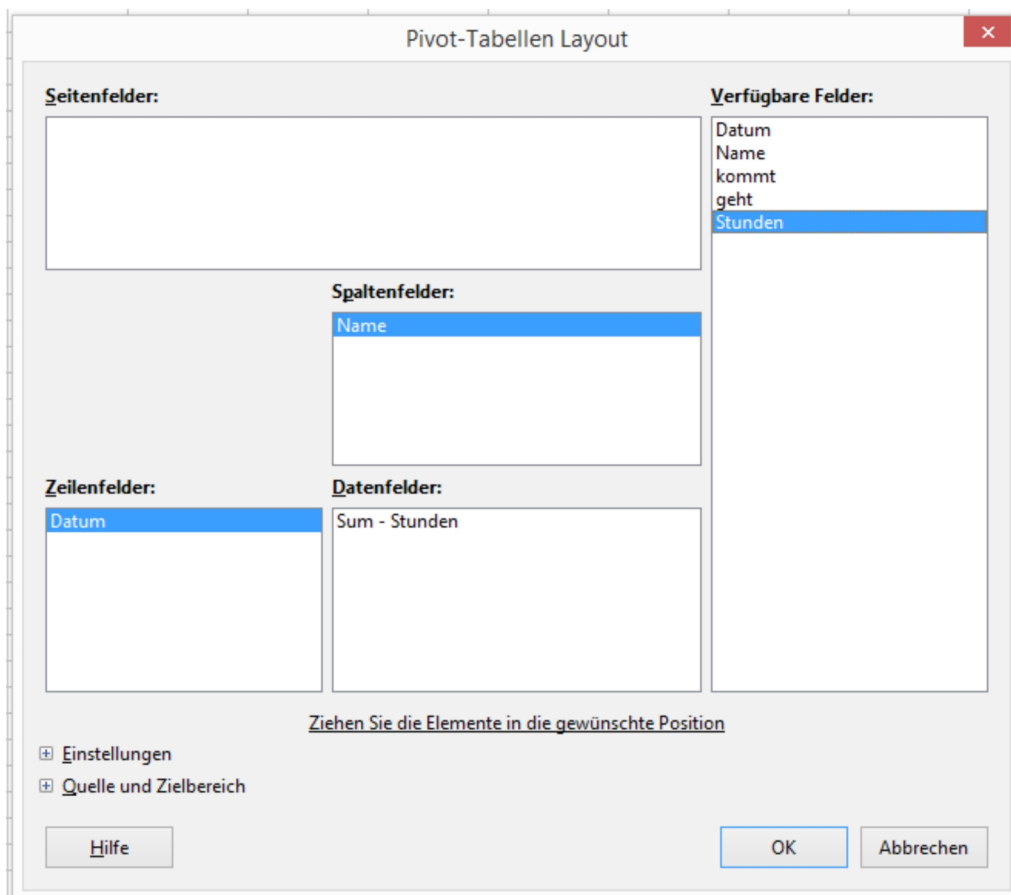 Pivot-Tabellen Layout
Seitenfelder:
Verfügbare Felder:
Datum
Name
kommt
geht
Stunden
Spaltenfelder:
Name
Zeilenfelder:
Datum
Datenfelder:
Sum - Stunden
Ziehen Sie die Elemente in die gewünschte Position
Einstellungen
Quelle und Zielbereich
Hilfe
OK
Abbrechen